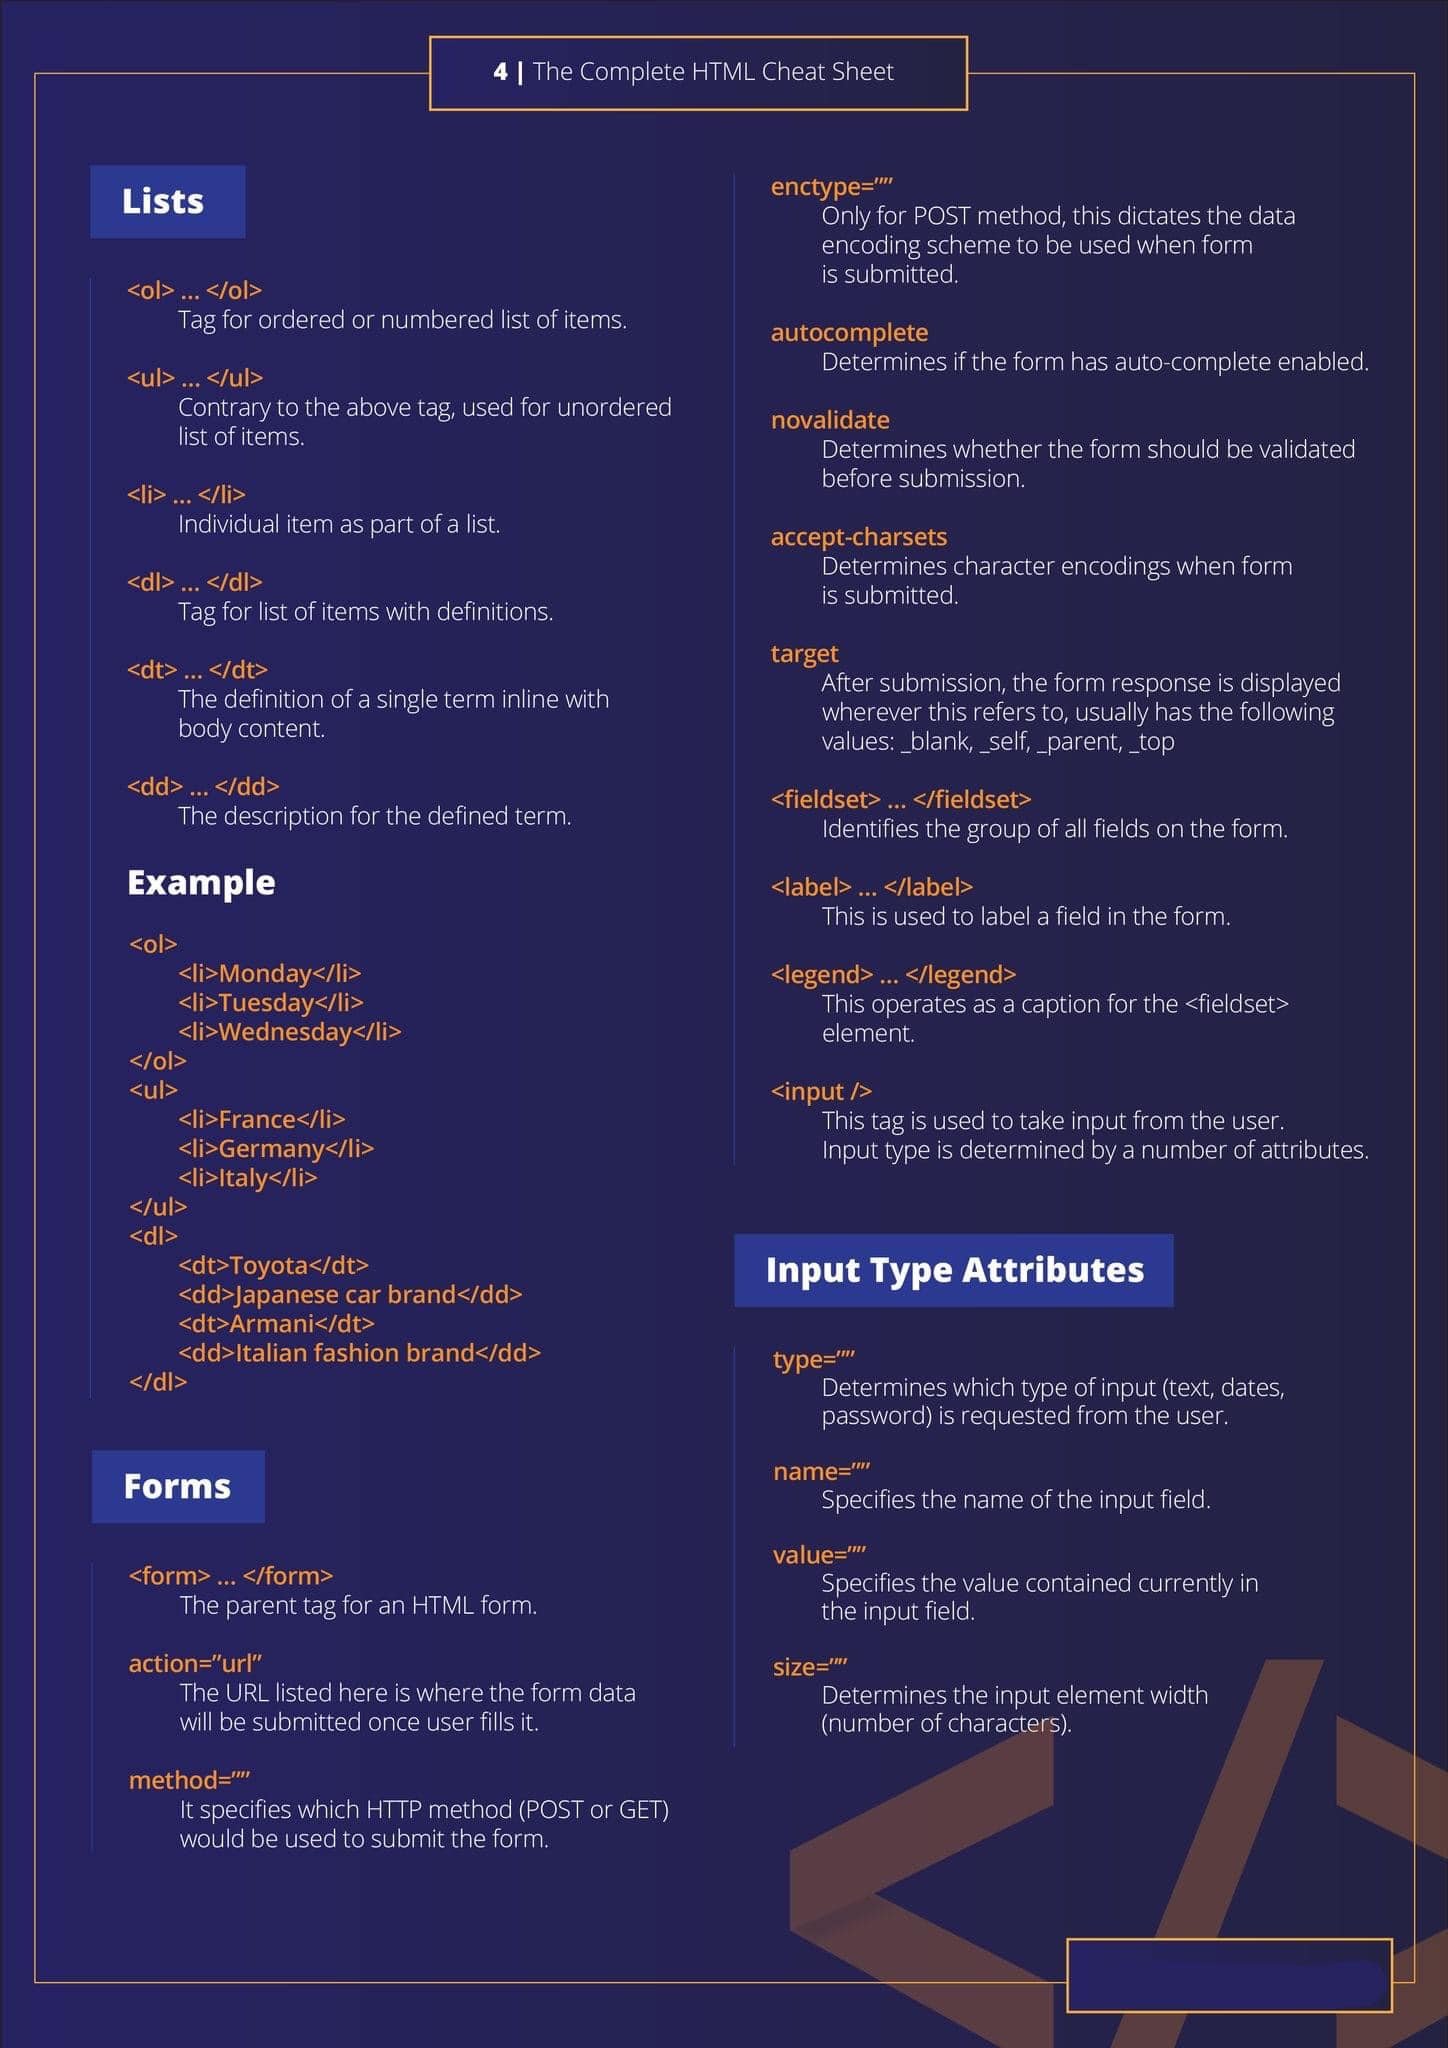 4 | The Complete HTML Cheat Sheet
Lists
<ol> ... </ol>
Tag for ordered or numbered list of items.
<ul> ... </ul>
Contrary to the above tag, used for unordered
list of items.
<li> ... </li>
Individual item as part of a list.
<dl> ... </dl>
Tag for list of items with definitions.
<dt> ... </dt>
The definition of a single term inline with
body content.
<dd> ... </dd>
The description for the defined term.
Example
<ol>
<li>Monday</li>
<li>Tuesday</li>
<li>Wednesday</li>
</ol>
<ul>
<li>France</li>
<li>Germany</li>
<li>Italy</li>
</ul>
<dl>
<dt>Toyota</dt>
<dd>Japanese car brand</dd>
<dt>Armani</dt>
<dd>Italian fashion brand</dd>
</dl>
Forms
<form> ... </form>
The parent tag for an HTML form.
action=”url”
The URL listed here is where the form data
will be submitted once user fills it.
method=””
It specifies which HTTP method (POST or GET)
would be used to submit the form.
enctype=””
Only for POST method, this dictates the data
encoding scheme to be used when form
is submitted.
autocomplete
Determines if the form has auto-complete enabled.
novalidate
Determines whether the form should be validated
before submission.
accept-charsets
Determines character encodings when form
is submitted.
target
After submission, the form response is displayed
wherever this refers to, usually has the following
values: _blank, _self, _parent, _top
<fieldset> ... </fieldset>
Identifies the group of all fields on the form.
<label> ... </label>
This is used to label a field in the form.
<legend> ... </legend>
This operates as a caption for the <fieldset>
element.
<input />
This tag is used to take input from the user.
Input type is determined by a number of attributes.
Input Type Attributes
type=””
Determines which type of input (text, dates,
password) is requested from the user.
name=””
Specifies the name of the input field.
value=””
Specifies the value contained currently in
the input field.
size=””
Determines the input element width
(number of characters).